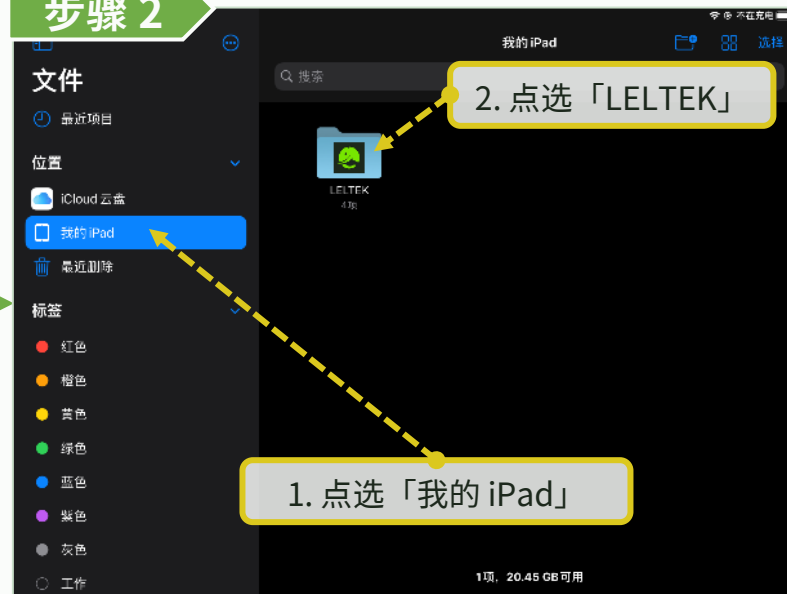 步骤 2
不在充电
我的 iPad
选择
文件
搜索
2. 点选「LELTEK」
最近项目
位置
iCloud 云盘
LELTEK
4项
我的 iPad
最近删除
标签
红色
橙色
黄色
绿色
蓝色
1. 点选「我的 iPad」
紫色
灰色
工作
1项，20.45 GB 可用